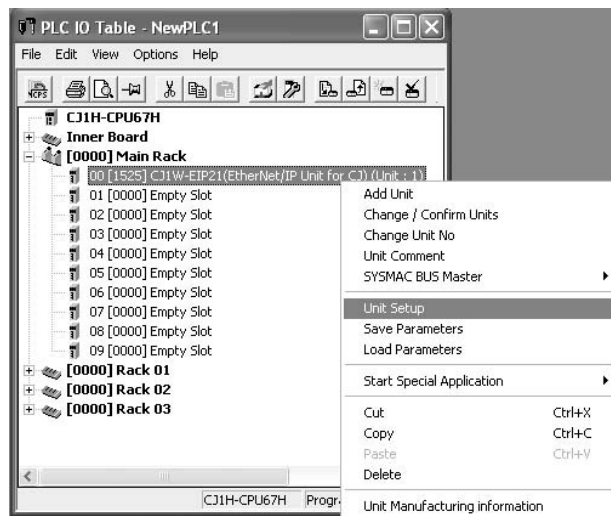 PLC IO Table - NewPLC1
File Edit View Options Help
CJ1H-CPU67H
Inner Board
[0000] Main Rack
00 [1525] CJ1W-EIP21(EtherNet/IP Unit for CJ) (Unit : 1)
01 [0000] Empty Slot
02 [0000] Empty Slot
03 [0000] Empty Slot
04 [0000] Empty Slot
05 [0000] Empty Slot
06 [0000] Empty Slot
07 [0000] Empty Slot
08 [0000] Empty Slot
09 [0000] Empty Slot
[0000] Rack 01
[0000] Rack 02
[0000] Rack 03
CJ1H-CPU67H Progr
Add Unit
Change / Confirm Units
Change Unit No
Unit Comment
SYSMAC BUS Master
Unit Setup
Save Parameters
Load Parameters
Start Special Application
Cut Ctrl+X
Copy Ctrl+C
Paste Ctrl+V
Delete
Unit Manufacturing information